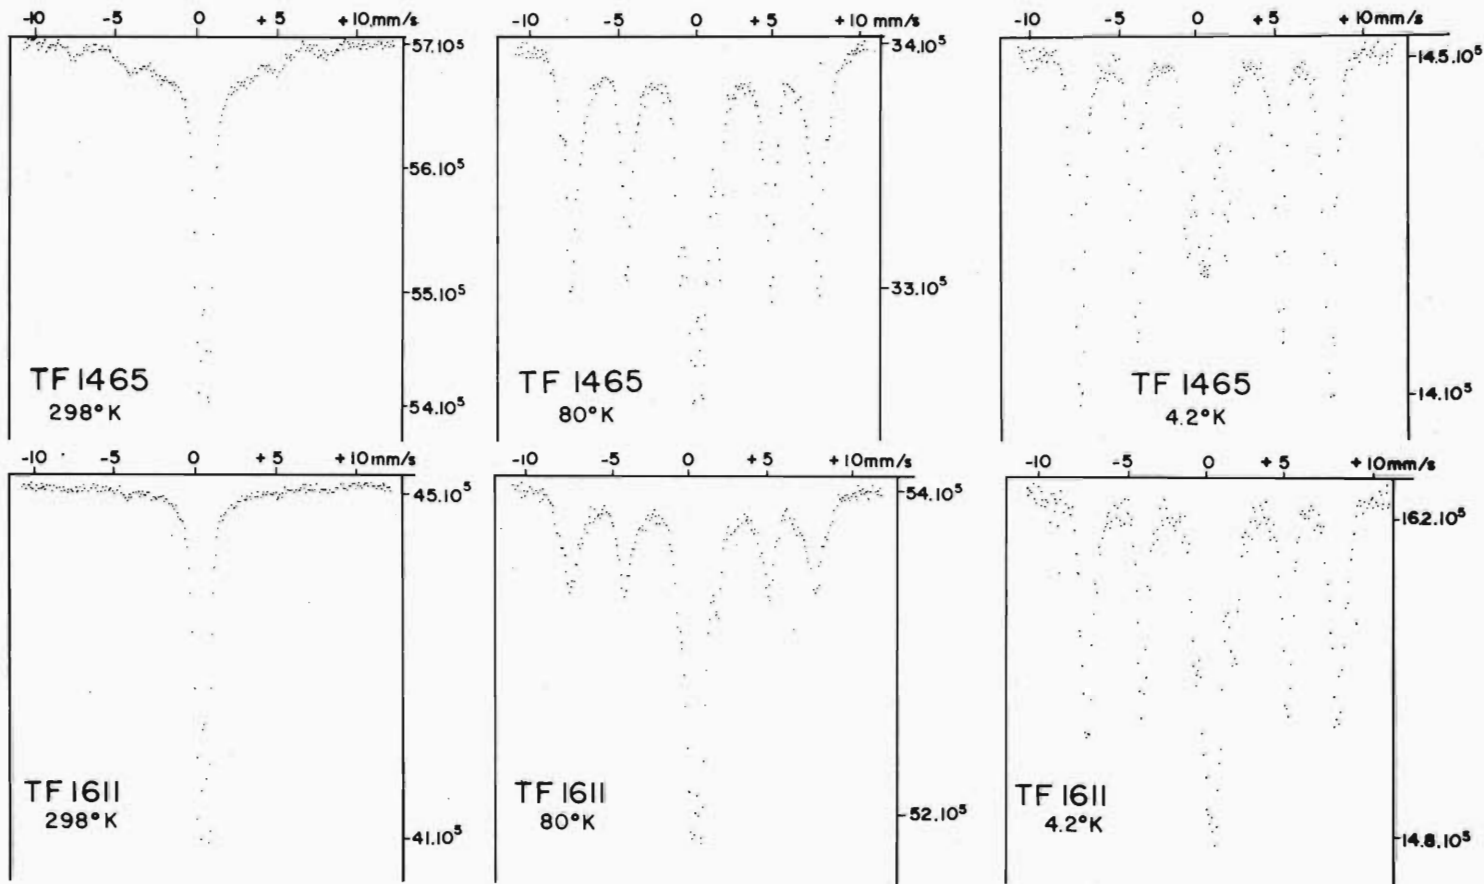 -10 -5 0 +5 +10,mm/s
57.10⁵
56.10⁵
55.10⁵
54.10⁵
TF 1465
298°K
-10 -5 0 +5 +10 mm/s
34.10⁵
33.10⁵
TF 1465
80°K
-10 -5 0 +5 +10mm/s
14.5.10⁵
14.10⁵
TF 1465
4.2°K
-10 -5 0 +5 +10mm/s
45.10⁵
41.10⁵
TF 1611
298°K
-10 -5 0 +5 +10mm/s
54.10⁵
52.10⁵
TF 1611
80°K
-10 -5 0 +5 +10mm/s
162.10⁵
14.8.10⁵
TF 1611
4.2°K